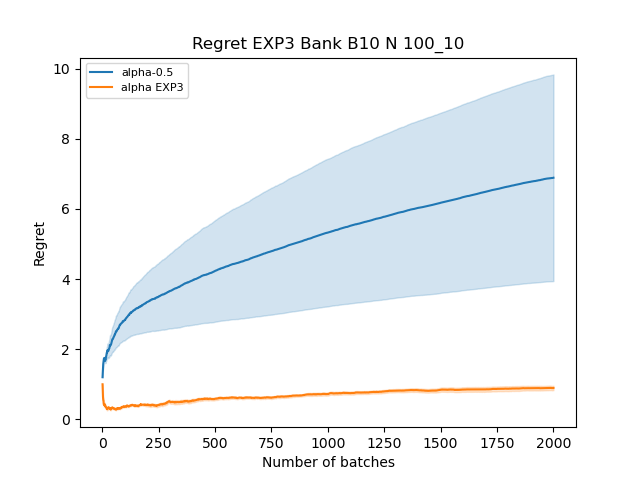 Regret EXP3 Bank B10 N 100_10
alpha-0.5
alpha EXP3
10
8
6
4
2
0
Regret
0 250 500 750 1000 1250 1500 1750 2000
Number of batches